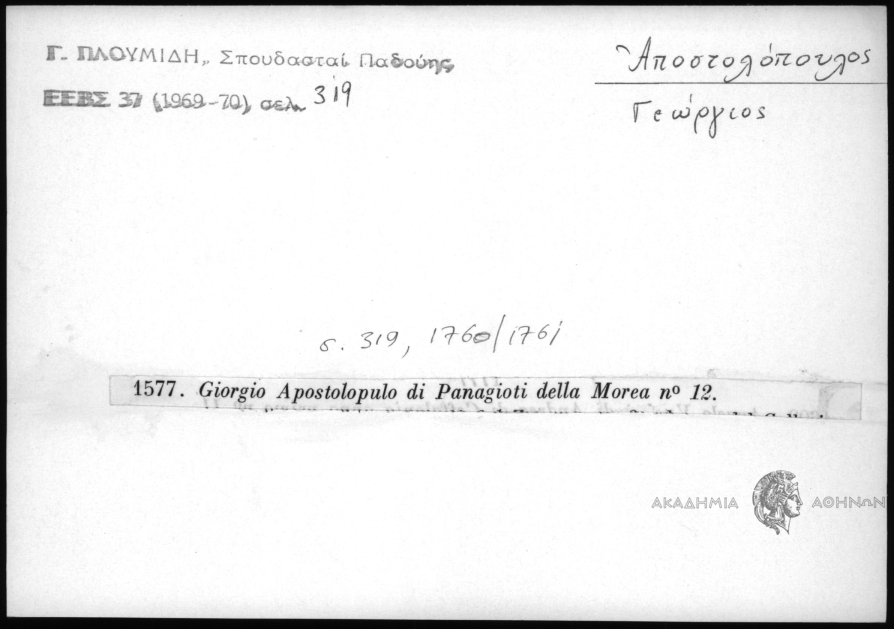 Γ. ΠΛΟΥΜΙΔΗ, Σπουδασταί Παδούης,
ΕΕΒΣ 37 (1969-70), σελ. 319
Ἀποστολόπουλος
Γεώργιος
σ. 319, 1760/1761
1577. Giorgio Apostolopulo di Panagioti della Morea nº 12.
ΑΚΑΔΗΜΙΑ ΑΘΗΝΩΝ